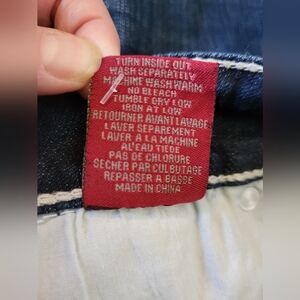 TURN INSIDE OUT
WASH SEPARATELY
MACHINE WASH WARM
NO BLEACH
TUMBLE DRY LOW
IRON AT LOW
RETOURNER AVANT LAVAGE
LAVER SEPAREMENT
LAVER A LA MACHINE
AL'EAU TIEDE
PAS DE CHLORURE
SECHER PAR CULBUTAGE
REPASSER A BASSE
MADE IN CHINA